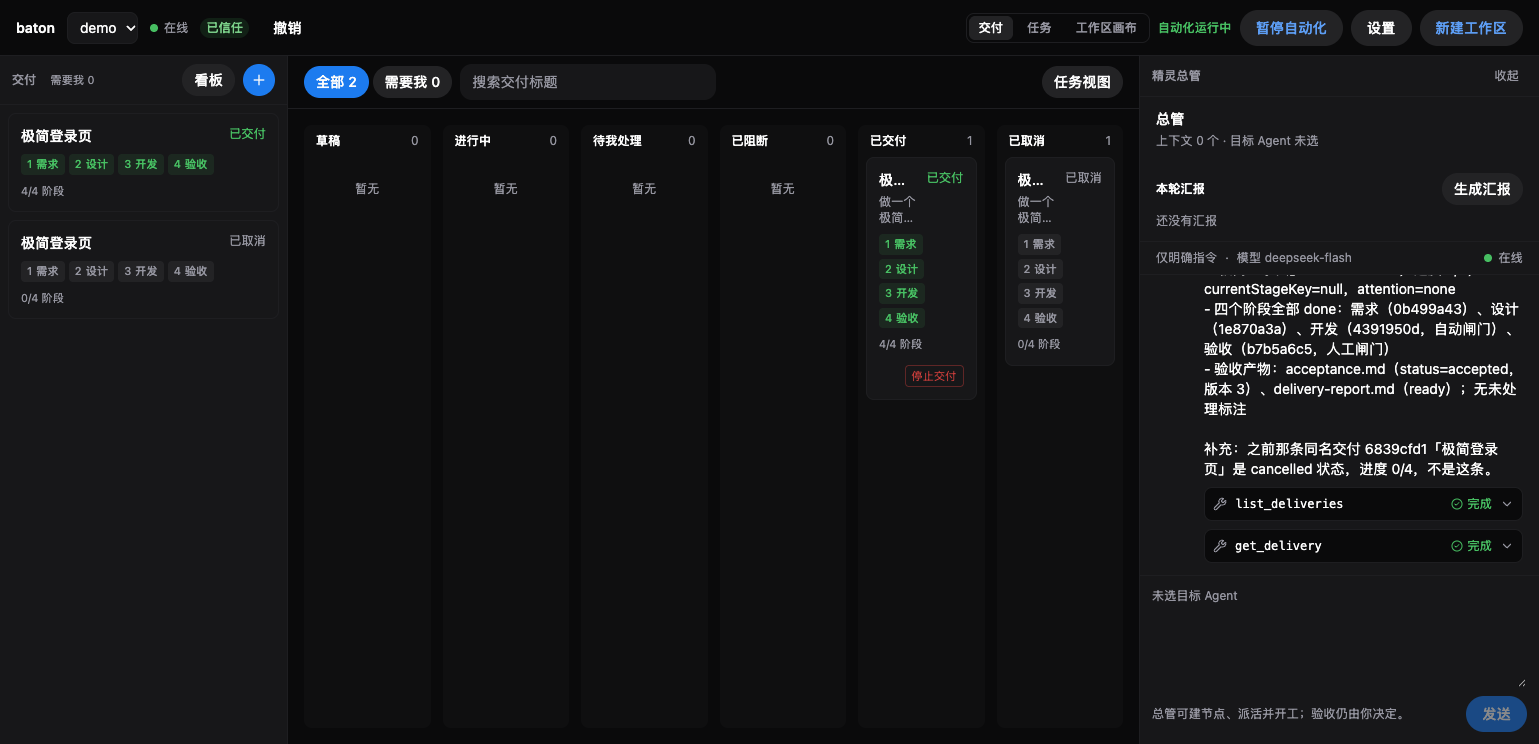 baton
demo
在线
已信任
撤销
交付
任务
工作区画布
自动化运行中
暂停自动化
设置
新建工作区
交付
需要我 0
看板
+
极简登录页
已交付
1 需求
2 设计
3 开发
4 验收
4/4 阶段
极简登录页
已取消
1 需求
2 设计
3 开发
4 验收
0/4 阶段
全部 2
需要我 0
搜索交付标题
任务视图
草稿
0
暂无
进行中
0
暂无
待我处理
0
暂无
已阻断
0
暂无
已交付
1
极...
已交付
做一个
极简...
1 需求
2 设计
3 开发
4 验收
4/4 阶段
停止交付
已取消
1
极...
已取消
做一个
极简...
1 需求
2 设计
3 开发
4 验收
0/4 阶段
精灵总管
收起
总管
上下文 0 个 · 目标 Agent 未选
本轮汇报
生成汇报
还没有汇报
仅明确指令 · 模型 deepseek-flash
在线
currentStageKey=null，attention=none
- 四个阶段全部 done：需求（0b499a43）、设计
（1e870a3a）、开发（4391950d，自动闸门）、
验收（b7b5a6c5，人工闸门）
- 验收产物：acceptance.md（status=accepted，
版本 3）、delivery-report.md（ready）；无未处
理标注
补充：之前那条同名交付 6839cfd1「极简登录
页」是 cancelled 状态，进度 0/4，不是这条。
list_deliveries
完成
get_delivery
完成
未选目标 Agent
总管可建节点、派活并开工；验收仍由你决定。
发送